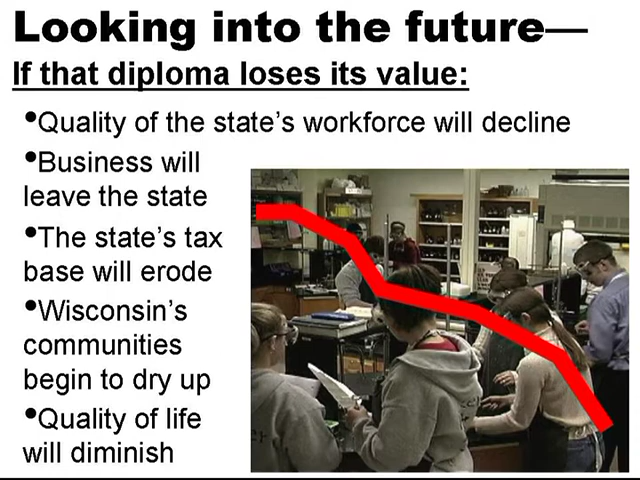 Looking into the future—
If that diploma loses its value:
•Quality of the state's workforce will decline
•Business will
leave the state
•The state's tax
base will erode
•Wisconsin's
communities
begin to dry up
•Quality of life
will diminish